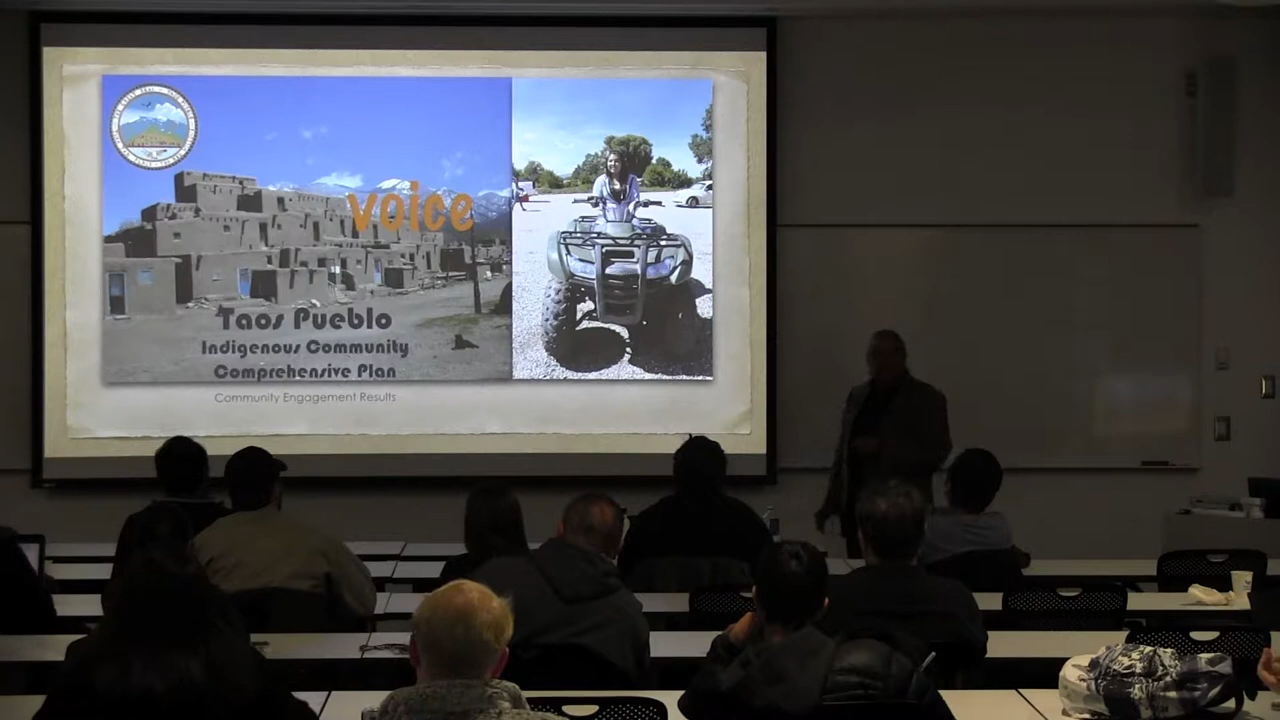 voice
Taos Pueblo
Indigenous Community
Comprehensive Plan
Community Engagement Results